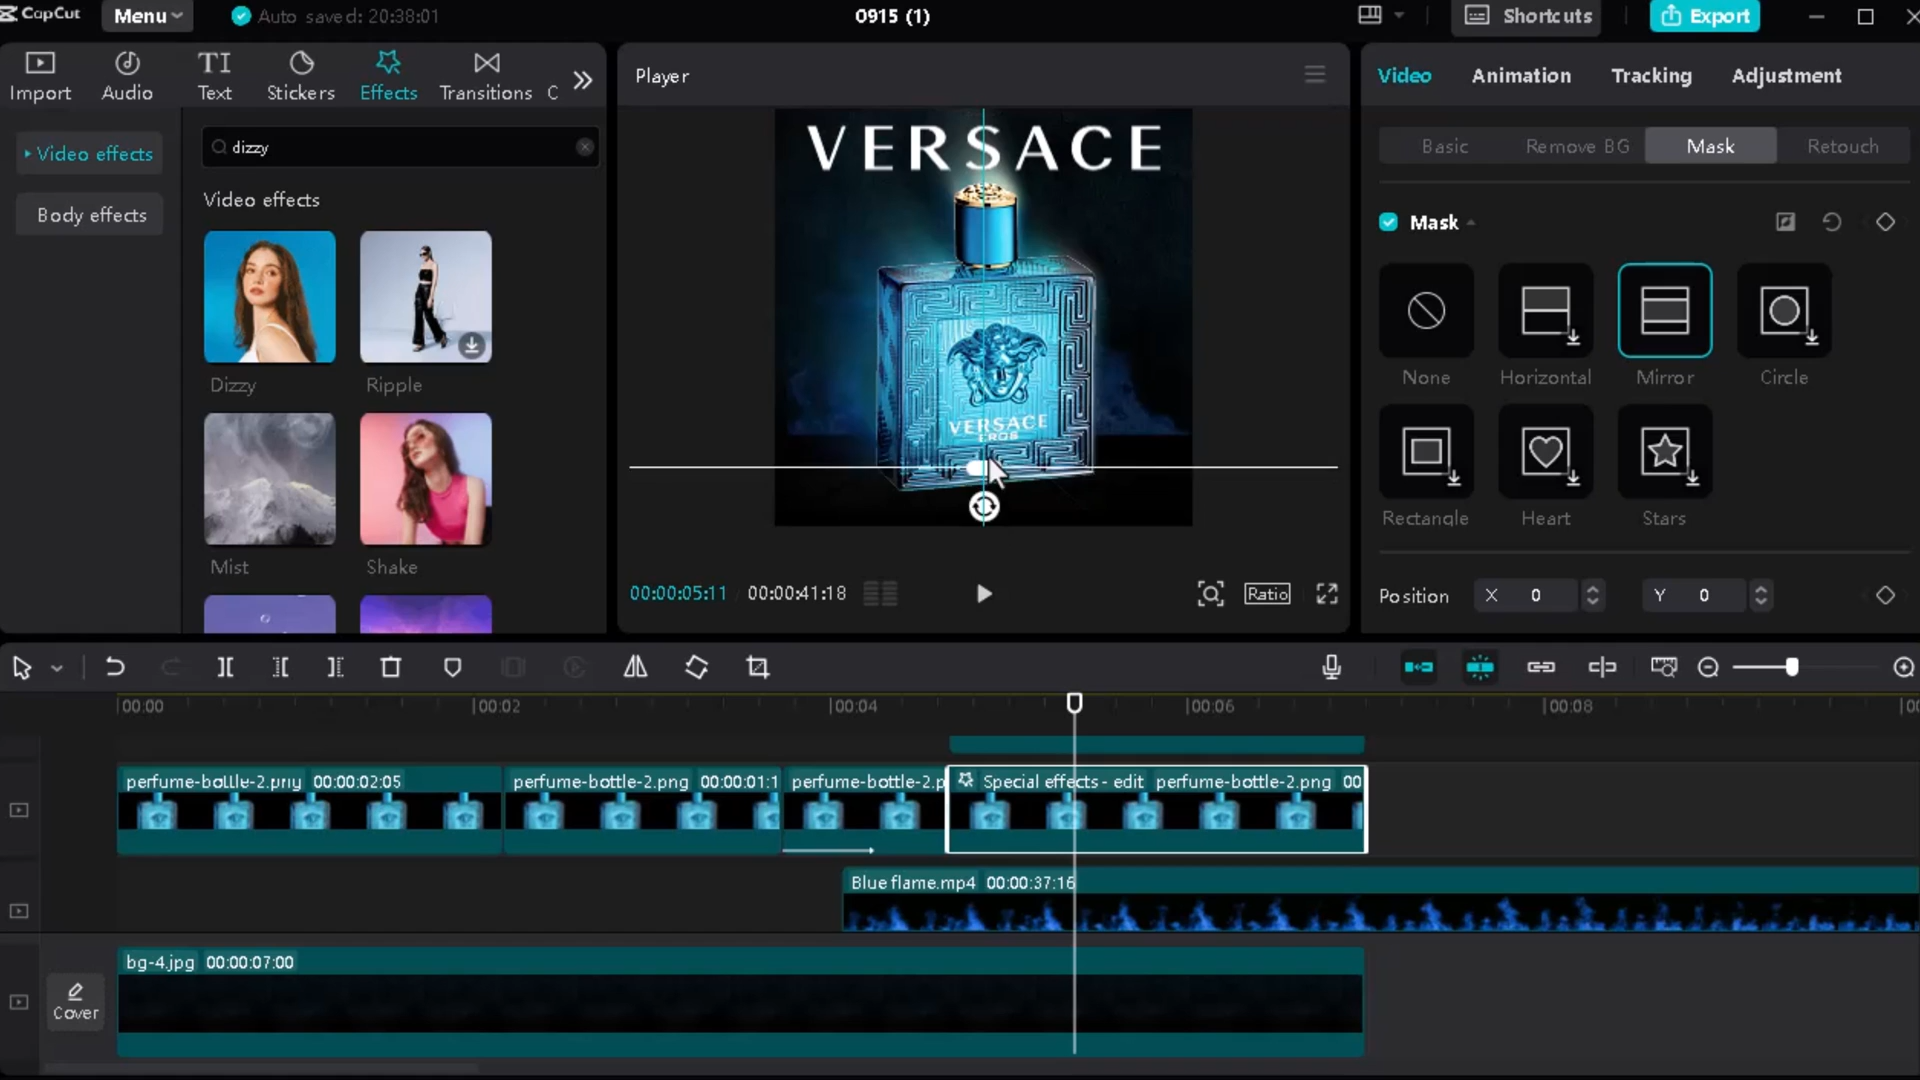 CapCut
Menu
Auto saved: 20:38:01
0915 (1)
Shortcuts
Export
Import
Audio
TI
Text
Stickers
Effects
Transitions
C
Player
Video
Animation
Tracking
Adjustment
Video effects
Body effects
dizzy
Video effects
Dizzy
Ripple
Mist
Shake
VERSACE
VERSACE
EROS
Basic
Remove BG
Mask
Retouch
Mask
None
Horizontal
Mirror
Circle
Rectangle
Heart
Stars
Position
X 0
Y 0
00:00:05:11
00:00:41:18
Ratio
00:00
00:02
00:04
00:06
00:08
perfume-bottle-2.png 00:00:02:05
perfume-bottle-2.png 00:00:01:1
perfume-bottle-2.p
Special effects - edit perfume-bottle-2.png 00
Blue flame.mp4 00:00:37:16
bg-4.jpg 00:00:07:00
Cover